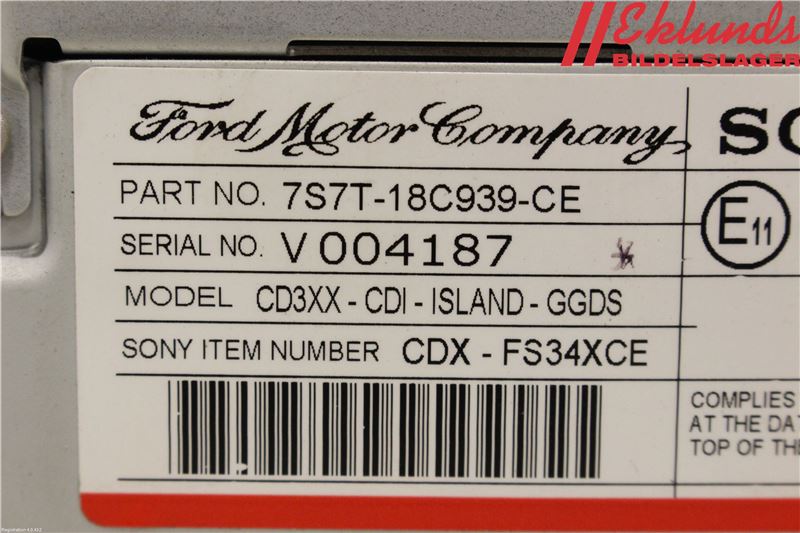 Eklunds
BILDELSLAGER
Ford Motor Company
PART NO. 7S7T-18C939-CE
SERIAL NO. V004187
MODEL CD3XX - CDI - ISLAND - GGDS
SONY ITEM NUMBER CDX - FS34XCE
SO
E11
COMPLIES
AT THE DAT
TOP OF THE